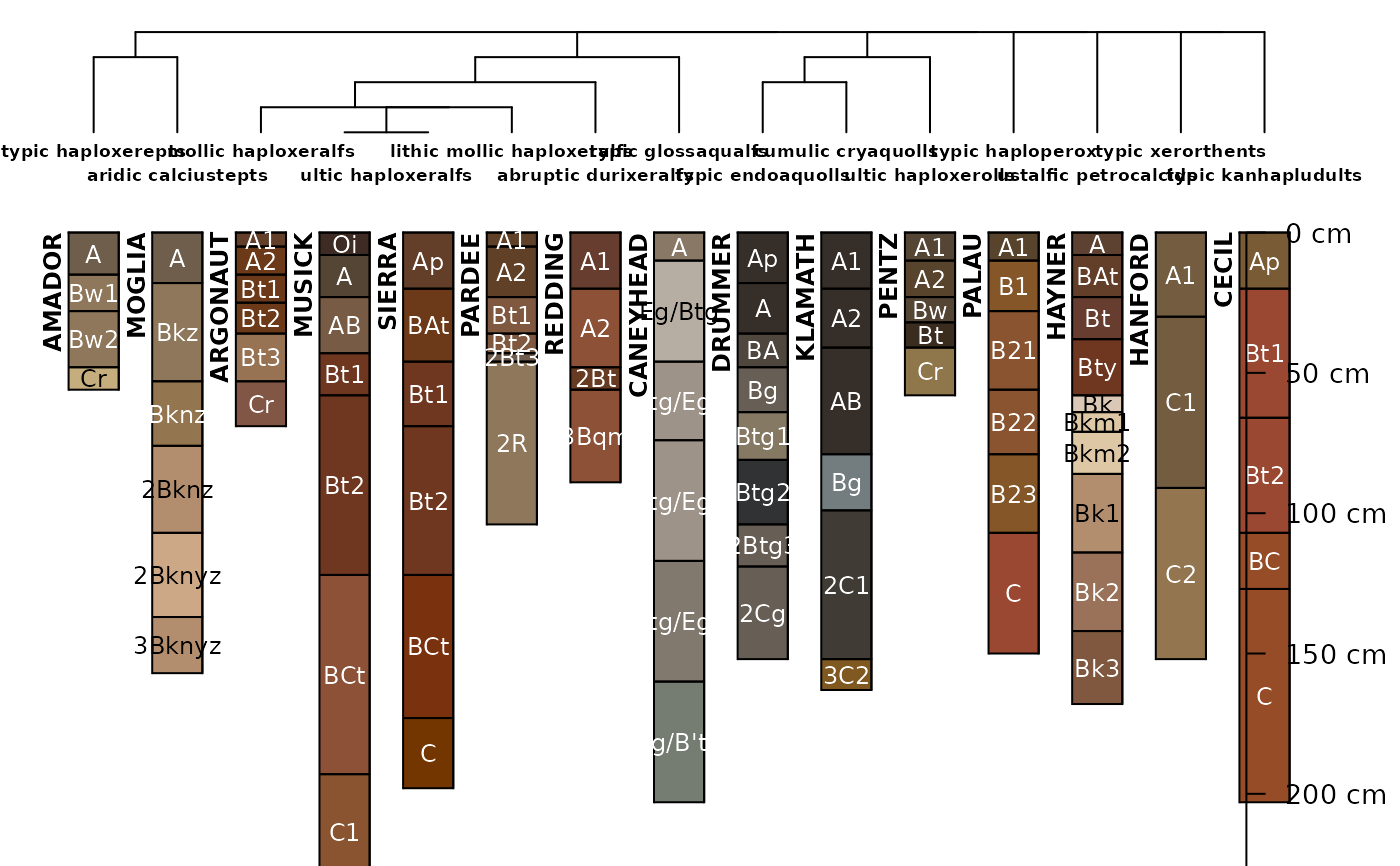 typic haploxerepts
mollic haploxeralfs
lithic mollic haploxeralfs
typic glossaqualfs
cumulic cryaquolls
typic haploperox
typic xerorthents
aridic calciustepts
ultic haploxeralfs
abruptic durixeralfs
typic endoaquolls
ultic haploxerolls
ustalfic petrocalcids
typic kanhapludults
AMADOR
A
Bw1
Bw2
Cr
MOGLIA
A
Bkz
Bknz
2Bknz
2Bknyz
3Bknyz
ARGONAUT
A1
A2
Bt1
Bt2
Bt3
Cr
MUSICK
Oi
A
AB
Bt1
Bt2
BCt
C1
SIERRA
Ap
BAt
Bt1
Bt2
BCt
C
PARDEE
A1
A2
Bt1
Bt2
2Bt3
2R
REDDING
A1
A2
2Bt
3Bqm
CANEYHEAD
A
Eg/Btg
tg/Eg
tg/Eg
tg/Eg
g/B't
DRUMMER
Ap
A
BA
Bg
Btg1
Btg2
2Btg3
2Cg
KLAMATH
A1
A2
AB
Bg
2C1
3C2
PENTZ
A1
A2
Bw
Bt
Cr
PALAU
A1
B1
B21
B22
B23
C
HAYNER
A
BAt
Bt
Bty
Bk
Bkm1
Bkm2
Bk1
Bk2
Bk3
HANFORD
A1
C1
C2
CECIL
Ap
Bt1
Bt2
BC
C
0 cm
50 cm
100 cm
150 cm
200 cm